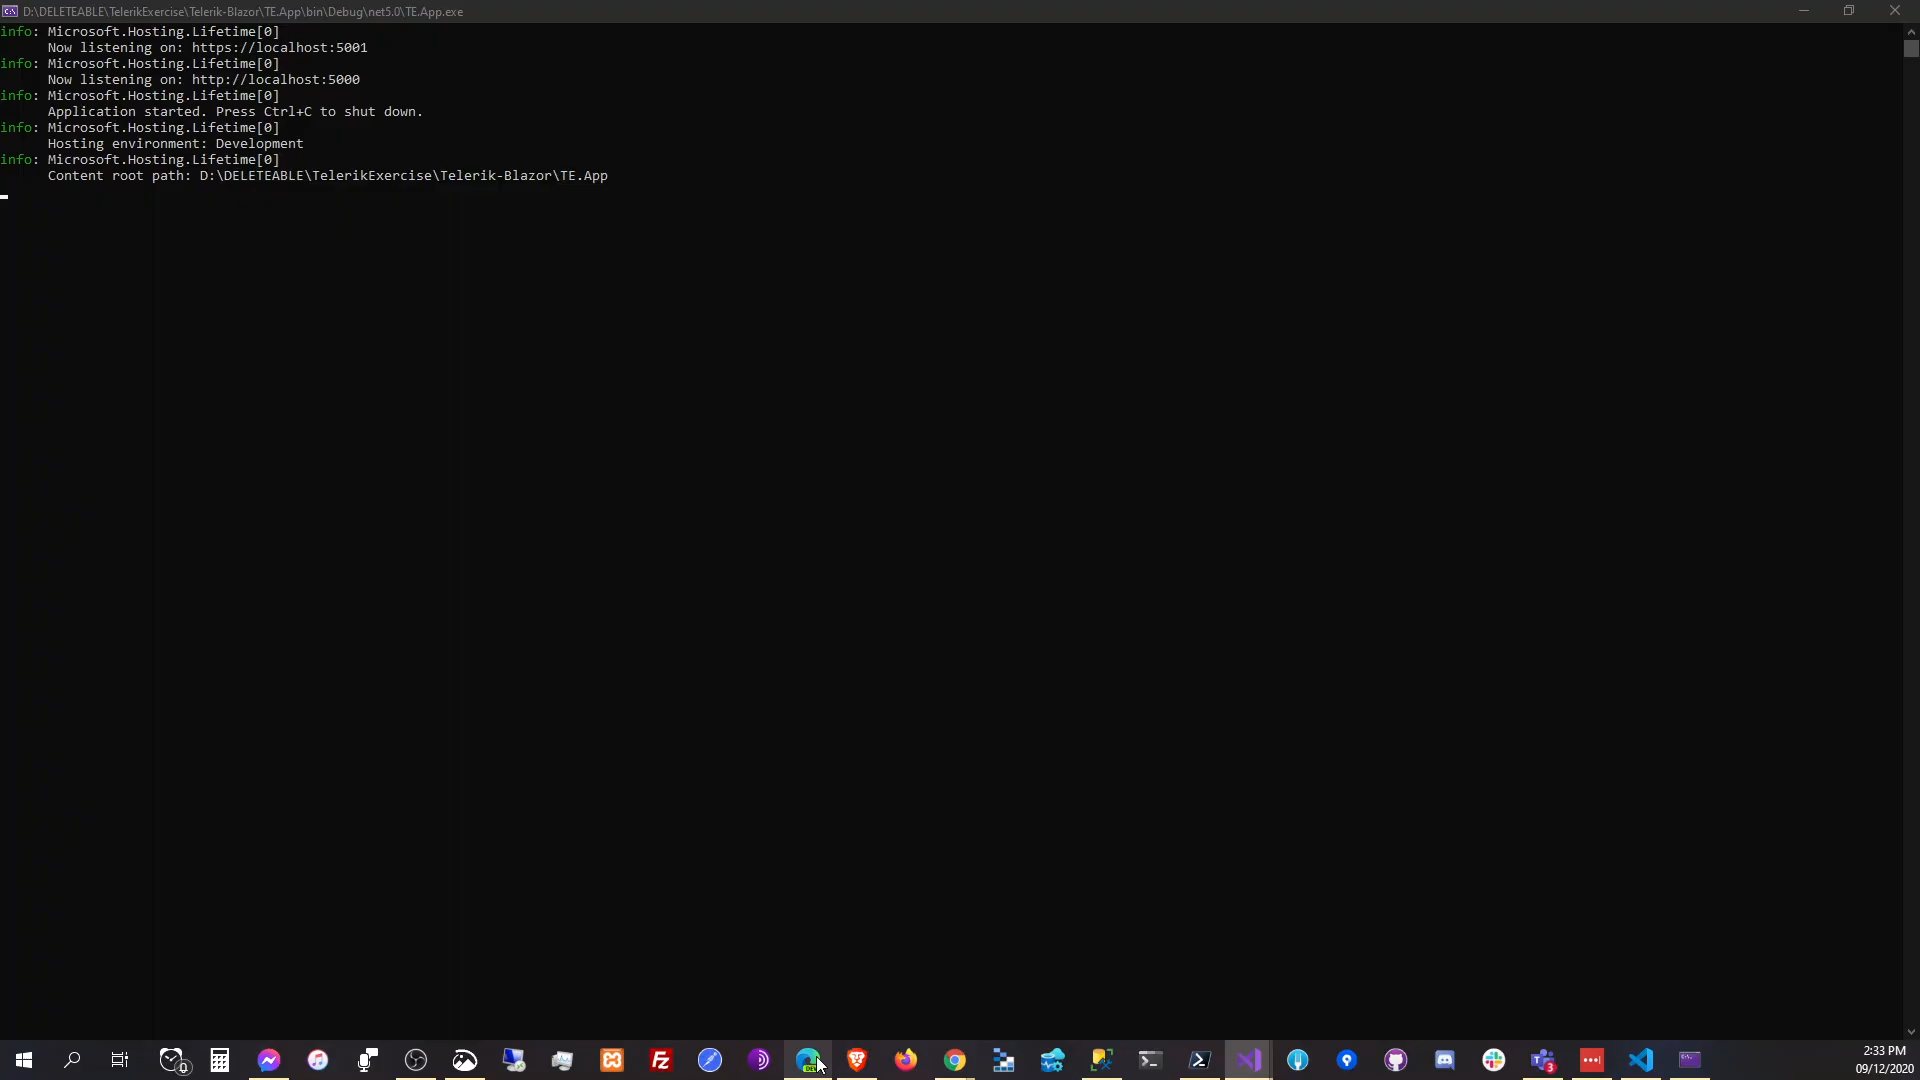 D:\DELETEABLE\TelerikExercise\Telerik-Blazor\TE.App\bin\Debug\net5.0\TE.App.exe
info: Microsoft.Hosting.Lifetime[0]
Now listening on: https://localhost:5001
info: Microsoft.Hosting.Lifetime[0]
Now listening on: http://localhost:5000
info: Microsoft.Hosting.Lifetime[0]
Application started. Press Ctrl+C to shut down.
info: Microsoft.Hosting.Lifetime[0]
Hosting environment: Development
info: Microsoft.Hosting.Lifetime[0]
Content root path: D:\DELETEABLE\TelerikExercise\Telerik-Blazor\TE.App
2:33 PM
09/12/2020